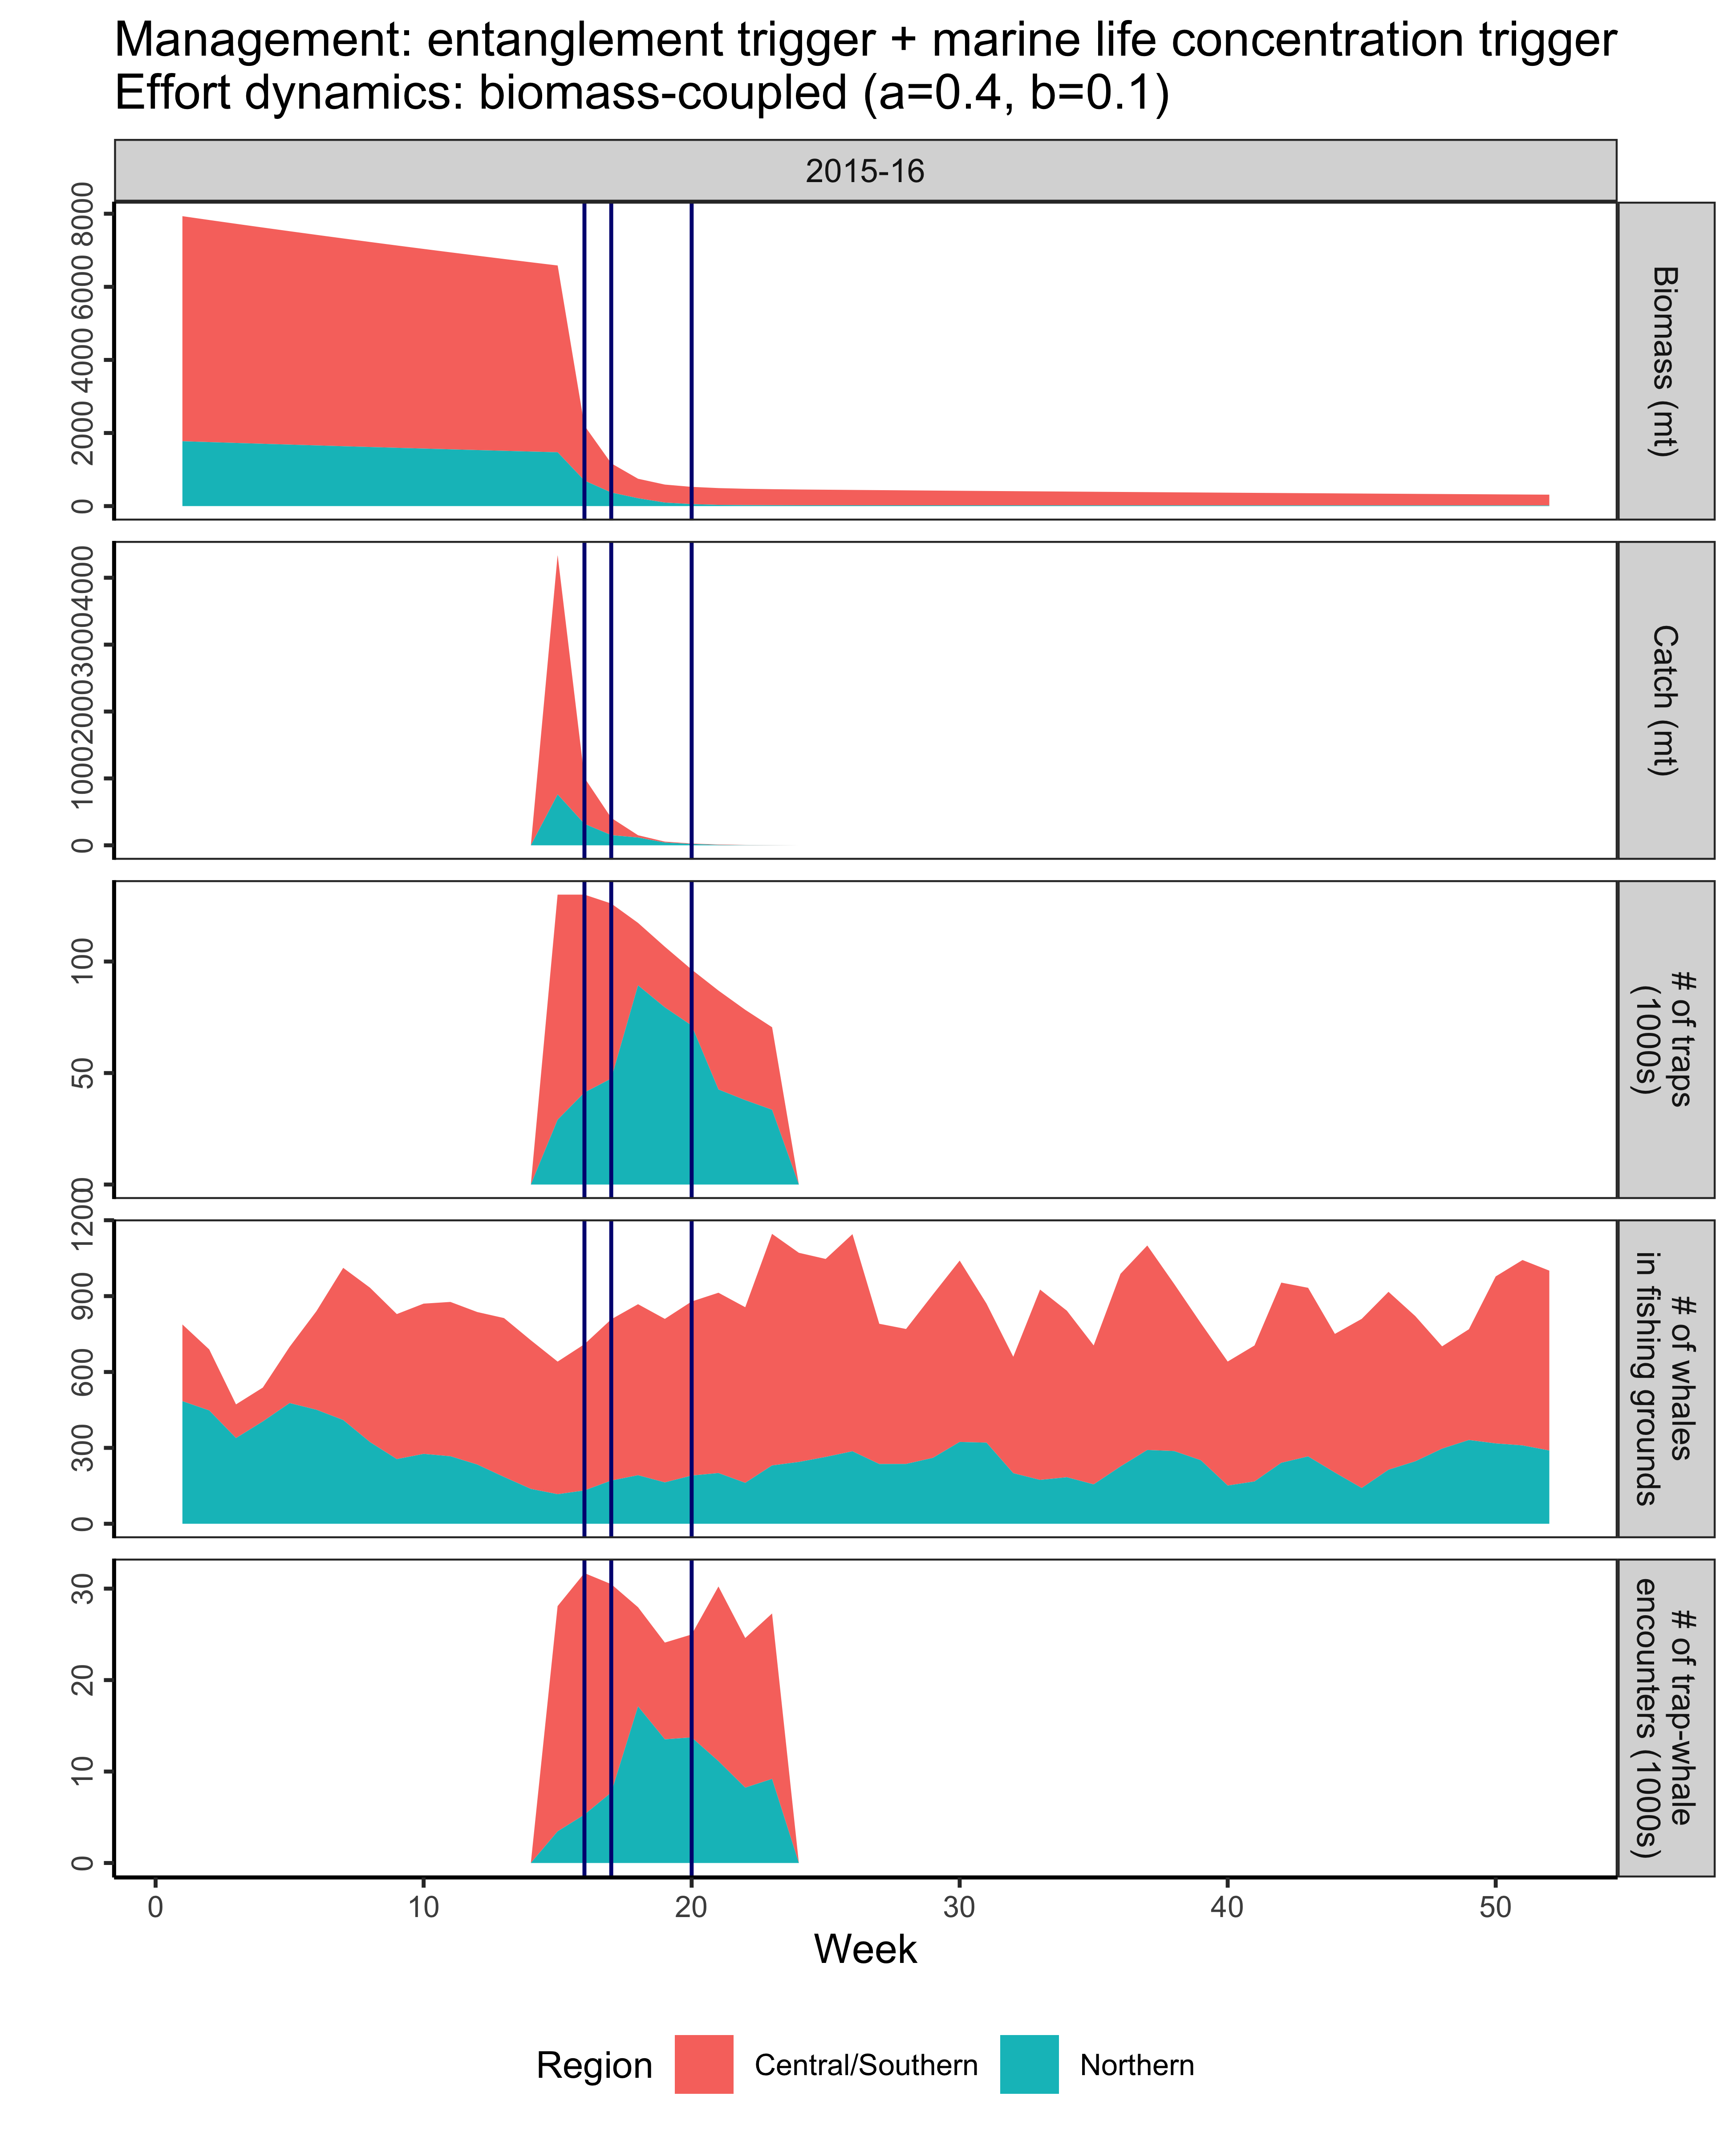 Management: entanglement trigger + marine life concentration trigger
Effort dynamics: biomass-coupled (a=0.4, b=0.1)
2015-16
8000
6000
4000
2000
0
Biomass (mt)
4000
3000
2000
1000
0
Catch (mt)
100
50
0
# of traps
(1000s)
1200
900
600
300
0
# of whales
in fishing grounds
30
20
10
0
# of trap-whale
encounters (1000s)
0 10 20 30 40 50
Week
Region Central/Southern Northern